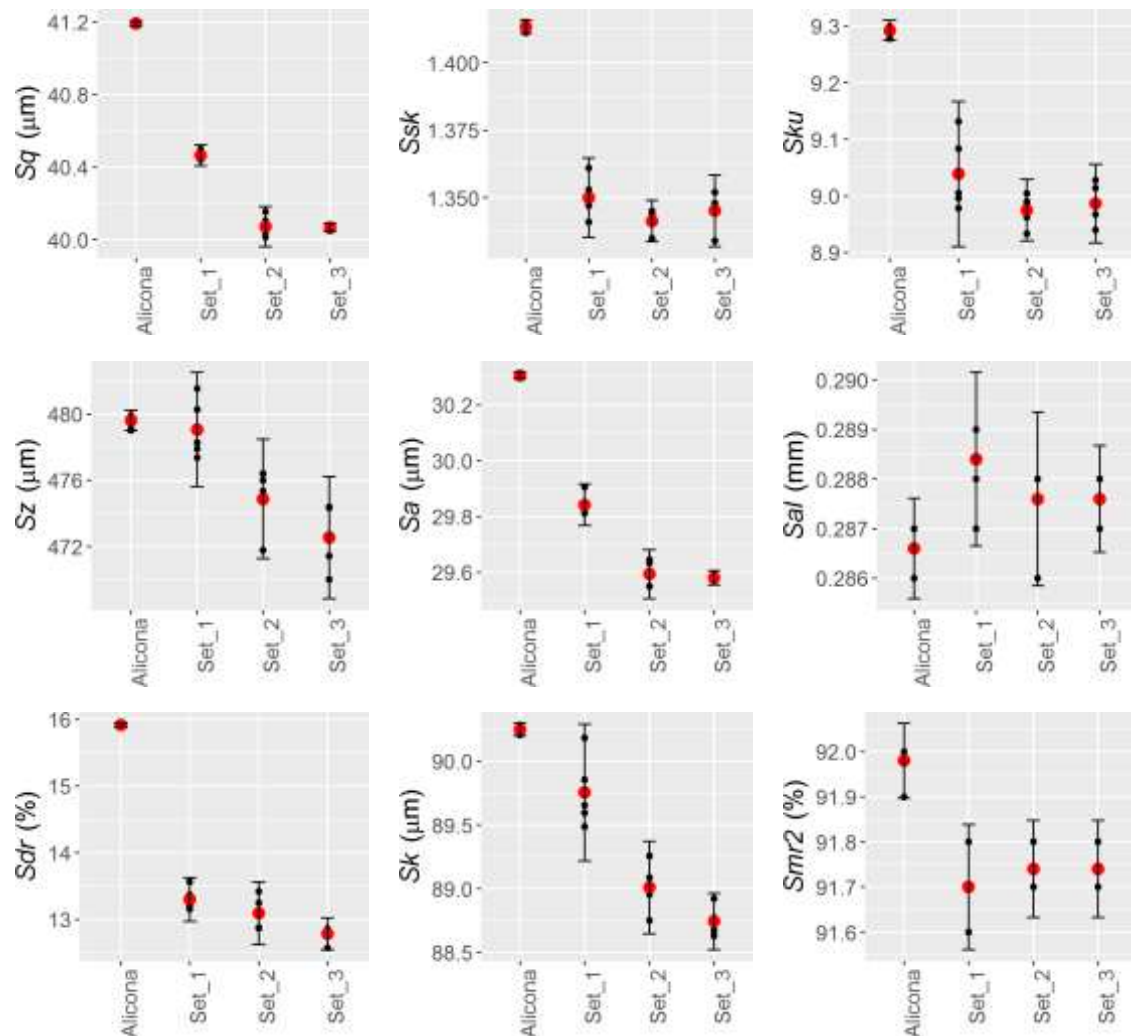 Sq (μm)
41.2
40.8
40.4
40.0
Alicona
Set_1
Set_2
Set_3
Ssk
1.400
1.375
1.350
Alicona
Set_1
Set_2
Set_3
Sku
9.3
9.2
9.1
9.0
8.9
Alicona
Set_1
Set_2
Set_3
Sz (μm)
480
476
472
Alicona
Set_1
Set_2
Set_3
Sa (μm)
30.2
30.0
29.8
29.6
Alicona
Set_1
Set_2
Set_3
Sal (mm)
0.290
0.289
0.288
0.287
0.286
Alicona
Set_1
Set_2
Set_3
Sdr (%)
16
15
14
13
Alicona
Set_1
Set_2
Set_3
Sk (μm)
90.0
89.5
89.0
88.5
Alicona
Set_1
Set_2
Set_3
Smr2 (%)
92.0
91.9
91.8
91.7
91.6
Alicona
Set_1
Set_2
Set_3